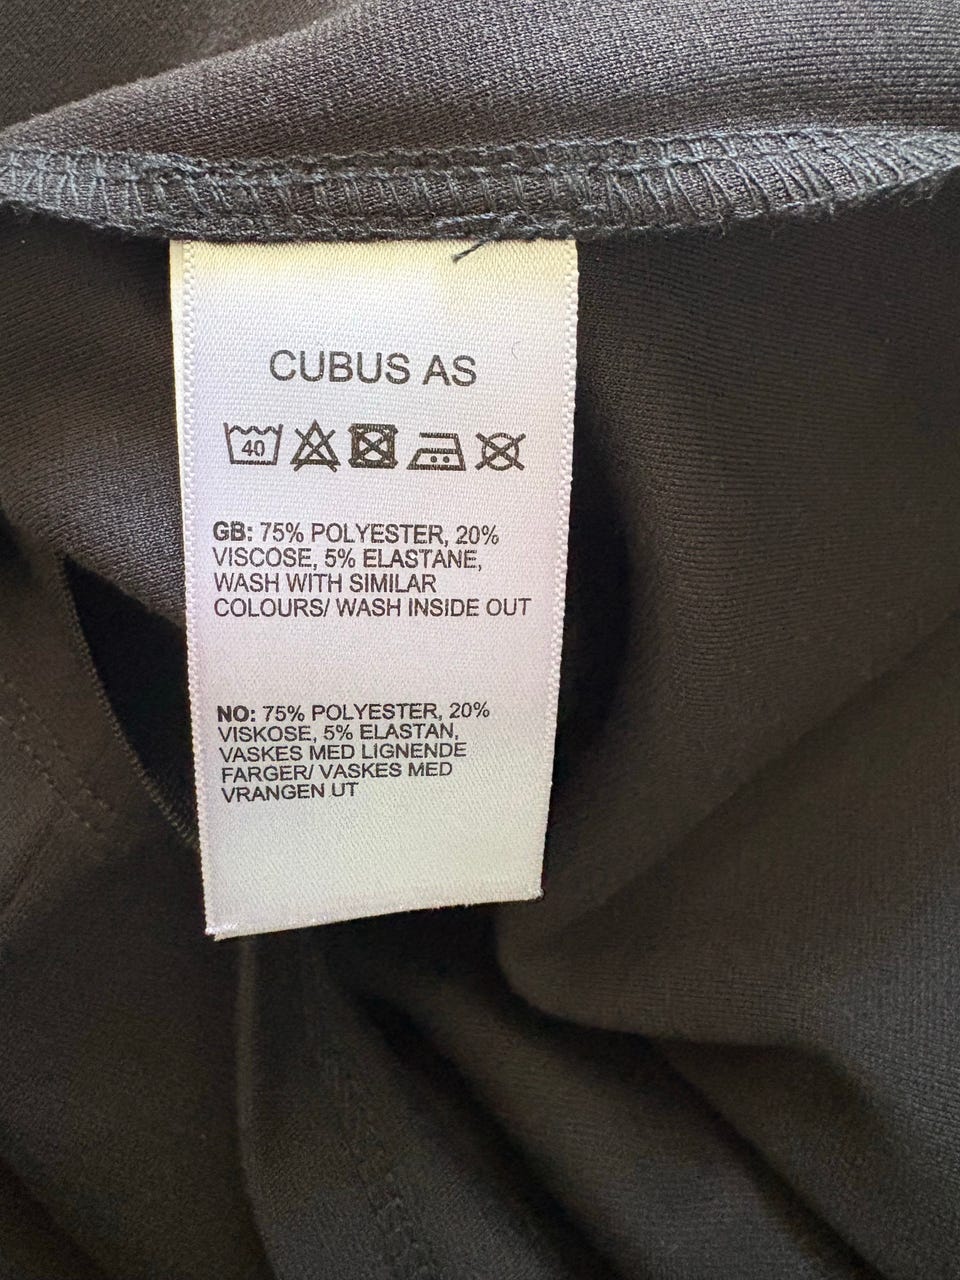 CUBUS AS
40
GB: 75% POLYESTER, 20%
VISCOSE, 5% ELASTANE,
WASH WITH SIMILAR
COLOURS/ WASH INSIDE OUT
NO: 75% POLYESTER, 20%
VISKOSE, 5% ELASTAN,
VASKES MED LIGNENDE
FARGER/ VASKES MED
VRANGEN UT